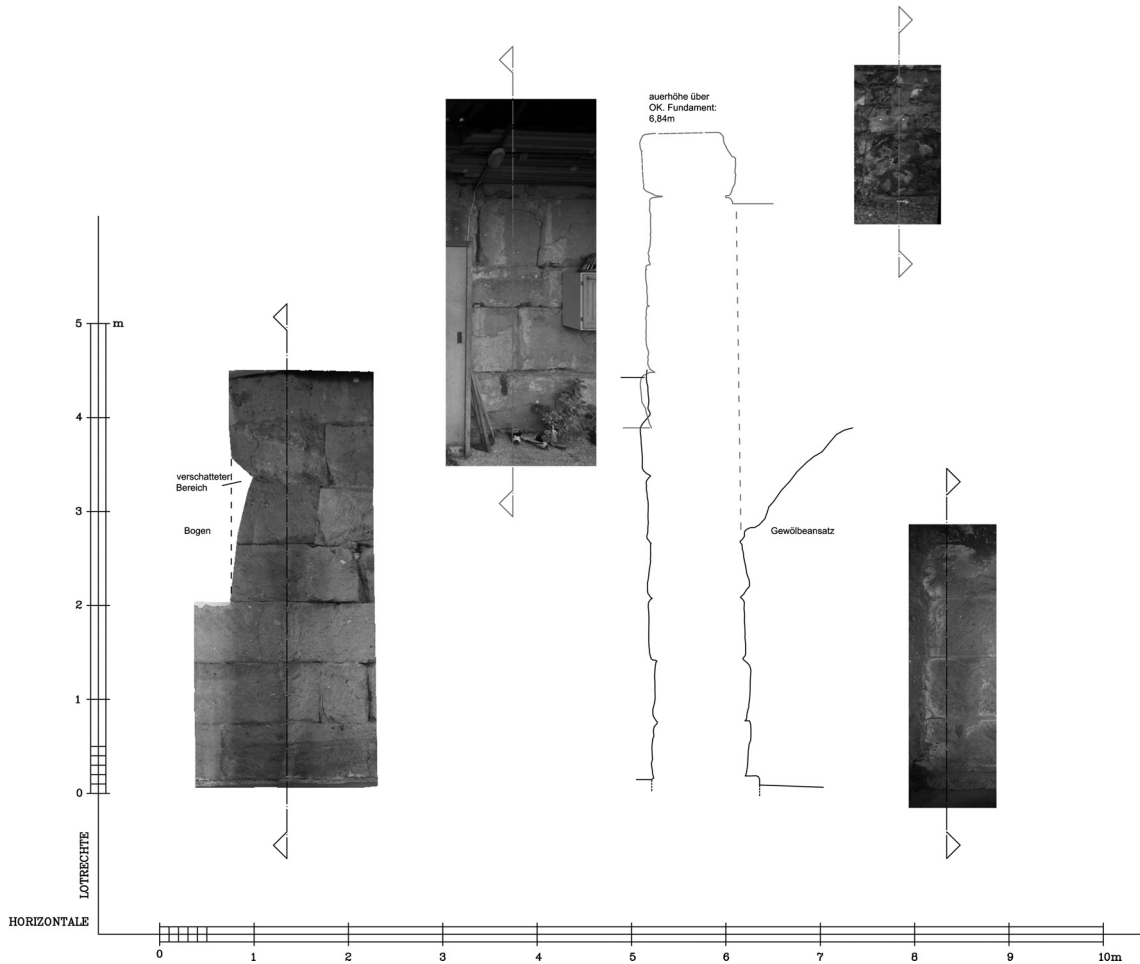 auerhöhe über
OK. Fundament:
6,84m
5 m
4
verschatteter
Bereich
3
Bogen
Gewölbeansatz
2
1
0
LOTRECHTE
HORIZONTALE
0 1 2 3 4 5 6 7 8 9 10m